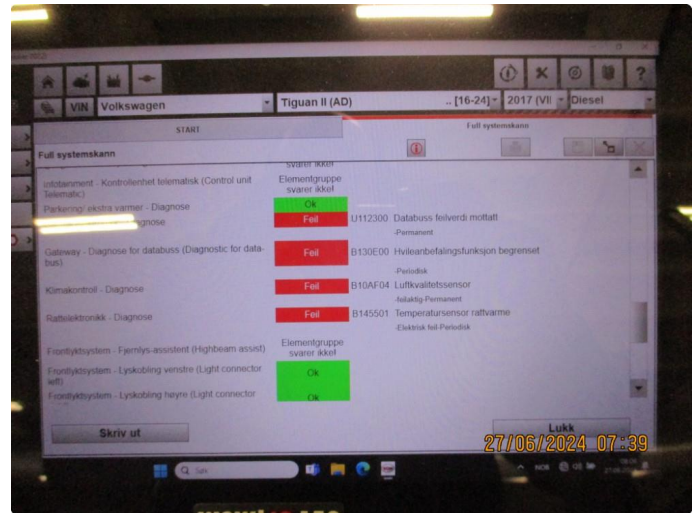 VIN Volkswagen Tiguan II (AD) .. [16-24] 2017 (VII Diesel
START Full systemskann
Full systemskann
svarer ikke!
Infotainment - Kontrollenhet telematisk (Control unit Telematic) Elementgruppe svarer ikke!
Parkering/ ekstra varmer - Diagnose Ok
Feil U112300 Databuss feilverdi mottatt
-Permanent
Gateway - Diagnose for databuss (Diagnostic for data-bus) Feil B130E00 Hvileanbefalingsfunksjon begrenset
-Periodisk
Klimakontroll - Diagnose Feil B10AF04 Luftkvalitetssensor
-feilaktig-Permanent
Rattelektronikk - Diagnose Feil B145501 Temperatursensor rattvarme
-Elektrisk feil-Periodisk
Frontlyktsystem - Fjernlys-assistent (Highbeam assist) Elementgruppe svarer ikke!
Frontlyktsystem - Lyskobling venstre (Light connector left) Ok
Frontlyktsystem - Lyskobling høyre (Light connector Ok
Skriv ut Lukk
27/06/2024 07:39
Søk NOR